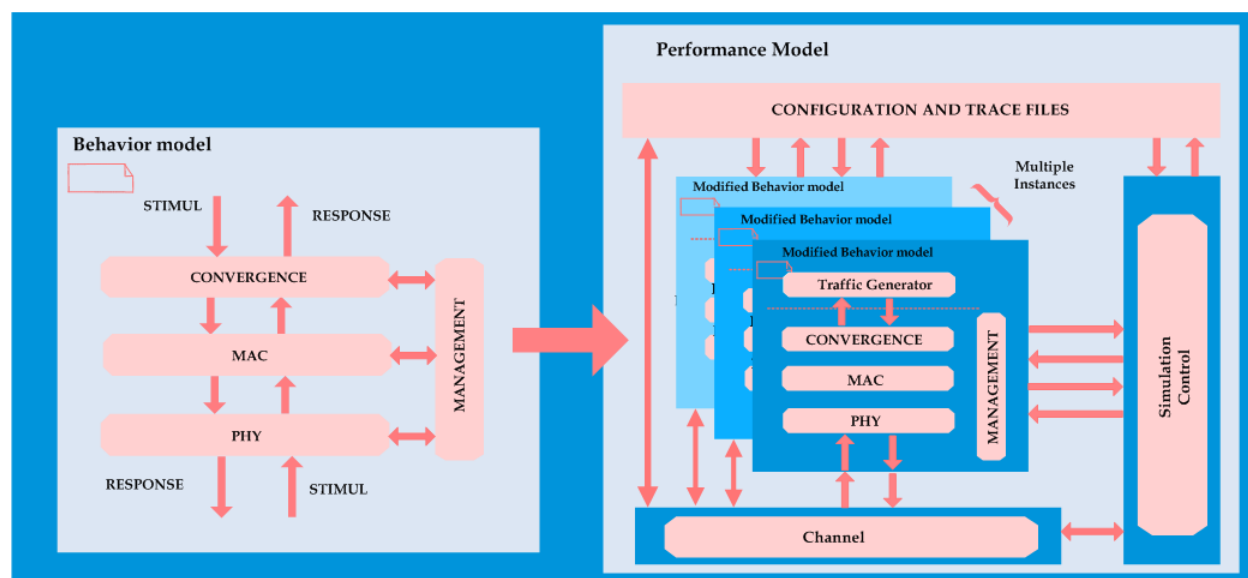 Performance Model
CONFIGURATION AND TRACE FILES
Behavior model
STIMUL
RESPONSE
CONVERGENCE
MAC
PHY
MANAGEMENT
RESPONSE
STIMUL
Multiple
Instances
Modified Behavior model
Modified Behavior model
Modified Behavior model
Traffic Generator
CONVERGENCE
MAC
PHY
MANAGEMENT
Simulation
Control
Channel